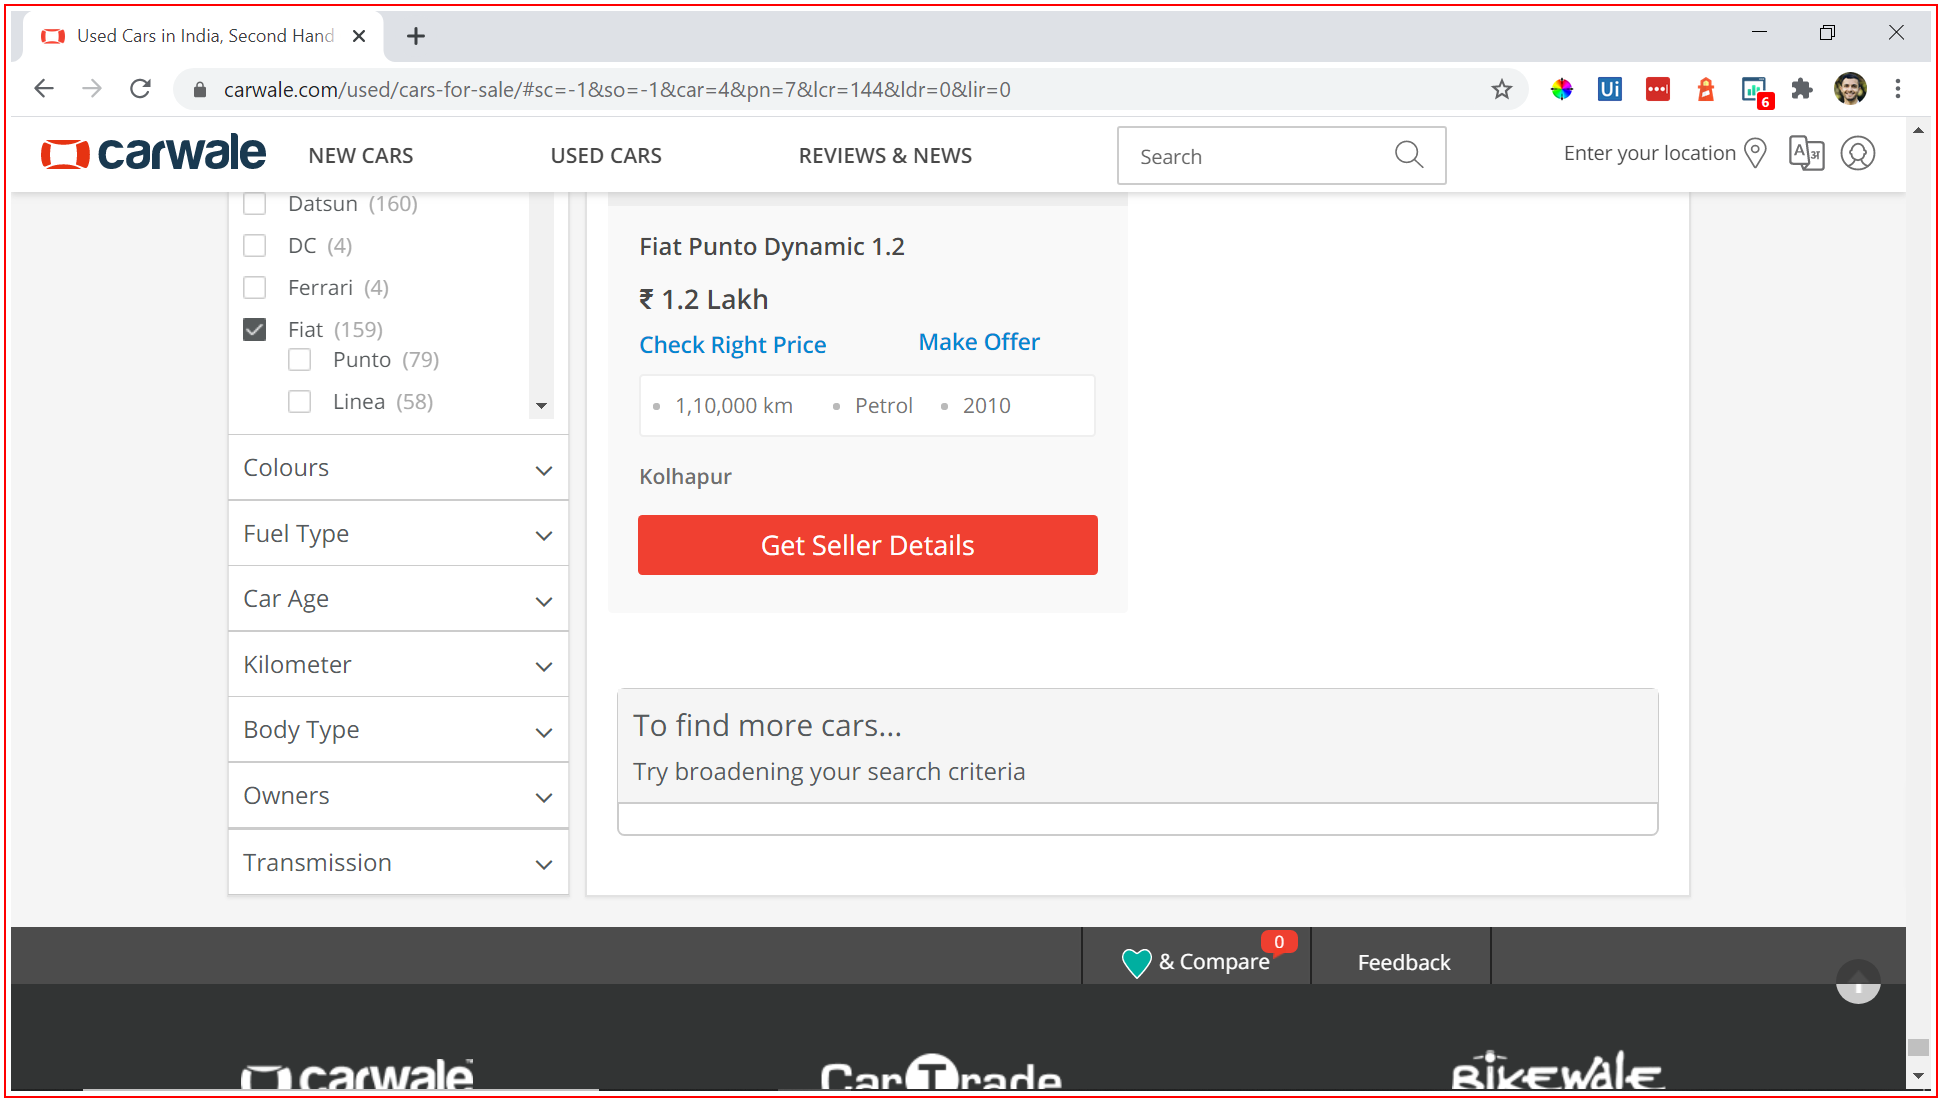 Used Cars in India, Second Hand
carwale.com/used/cars-for-sale/#sc=-1&so=-1&car=4&pn=7&lcr=144&ldr=0&lir=0
Ui
6
carwale
NEW CARS
USED CARS
REVIEWS & NEWS
Search
Enter your location
A अ
Datsun (160)
DC (4)
Ferrari (4)
Fiat (159)
Punto (79)
Linea (58)
Colours
Fuel Type
Car Age
Kilometer
Body Type
Owners
Transmission
Fiat Punto Dynamic 1.2
₹ 1.2 Lakh
Check Right Price
Make Offer
1,10,000 km
Petrol
2010
Kolhapur
Get Seller Details
To find more cars...
Try broadening your search criteria
0
& Compare
Feedback
carwale
CarTrade
BIKEWALE